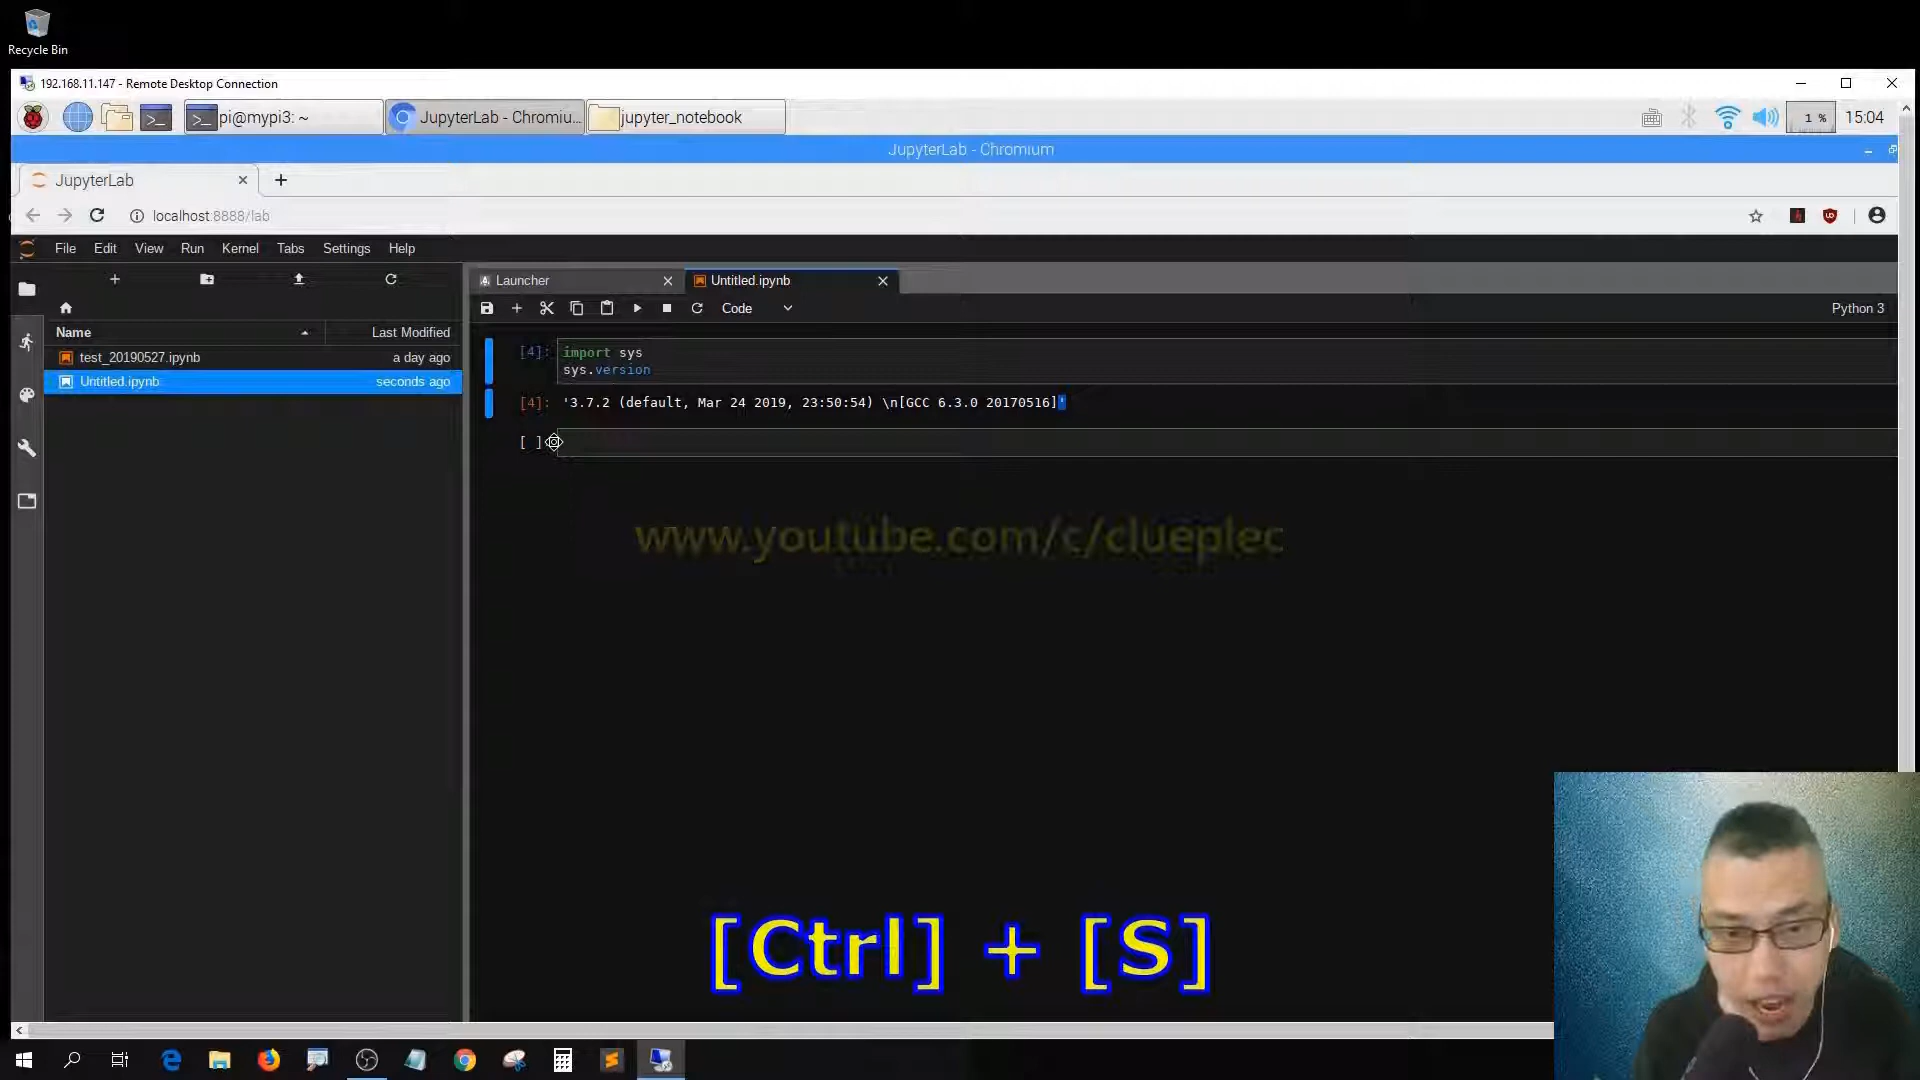 Recycle Bin
192.168.11.147 - Remote Desktop Connection
pi@mypi3: ~
JupyterLab - Chromiu...
jupyter_notebook
1 %
15:04
JupyterLab - Chromium
JupyterLab
localhost:8888/lab
File Edit View Run Kernel Tabs Settings Help
Launcher
Untitled.ipynb
Code
Python 3
Name
Last Modified
test_20190527.ipynb
a day ago
Untitled.ipynb
seconds ago
[4]: import sys
sys.version
[4]: '3.7.2 (default, Mar 24 2019, 23:50:54) \n[GCC 6.3.0 20170516]'
[ ]
www.youtube.com/c/clueplec
[Ctrl] + [S]